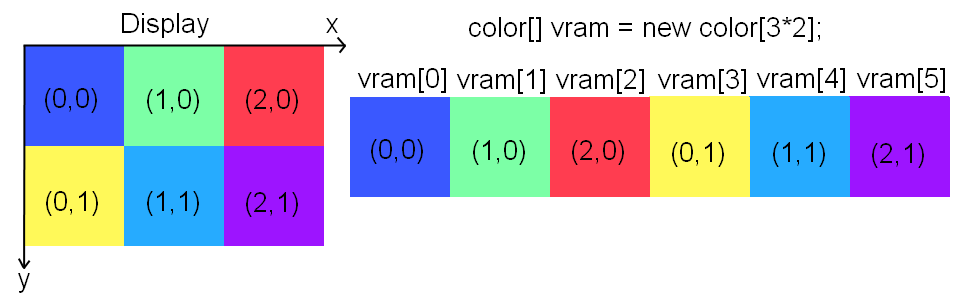 Display
x
(0,0) (1,0) (2,0)
(0,1) (1,1) (2,1)
y
color[] vram = new color[3*2];
vram[0] vram[1] vram[2] vram[3] vram[4] vram[5]
(0,0) (1,0) (2,0) (0,1) (1,1) (2,1)